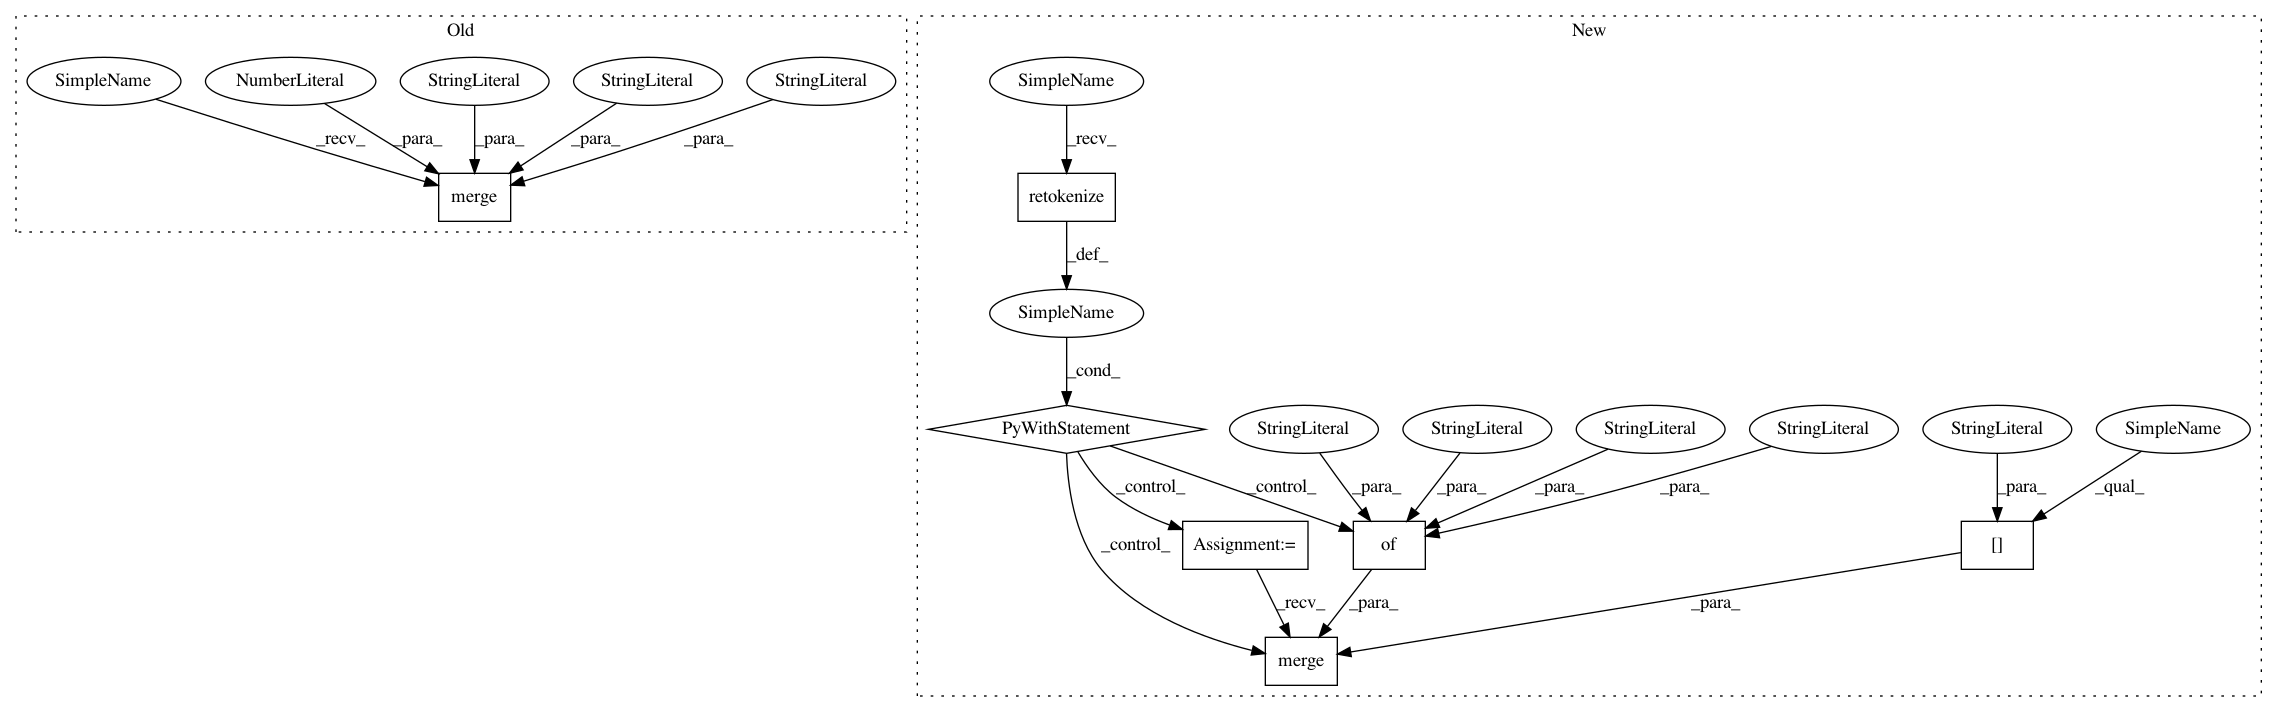 Old
New
SimpleName
NumberLiteral
StringLiteral
StringLiteral
StringLiteral
SimpleName
_recv_
_para_
_para_
_para_
_para_
_recv_
merge
retokenize
_def_
SimpleName
_cond_
PyWithStatement
StringLiteral
StringLiteral
StringLiteral
StringLiteral
StringLiteral
SimpleName
_control_
_control_
_para_
_para_
_para_
_para_
_para_
_qual_
_control_
Assignment:=
of
[]
_recv_
_para_
_para_
merge